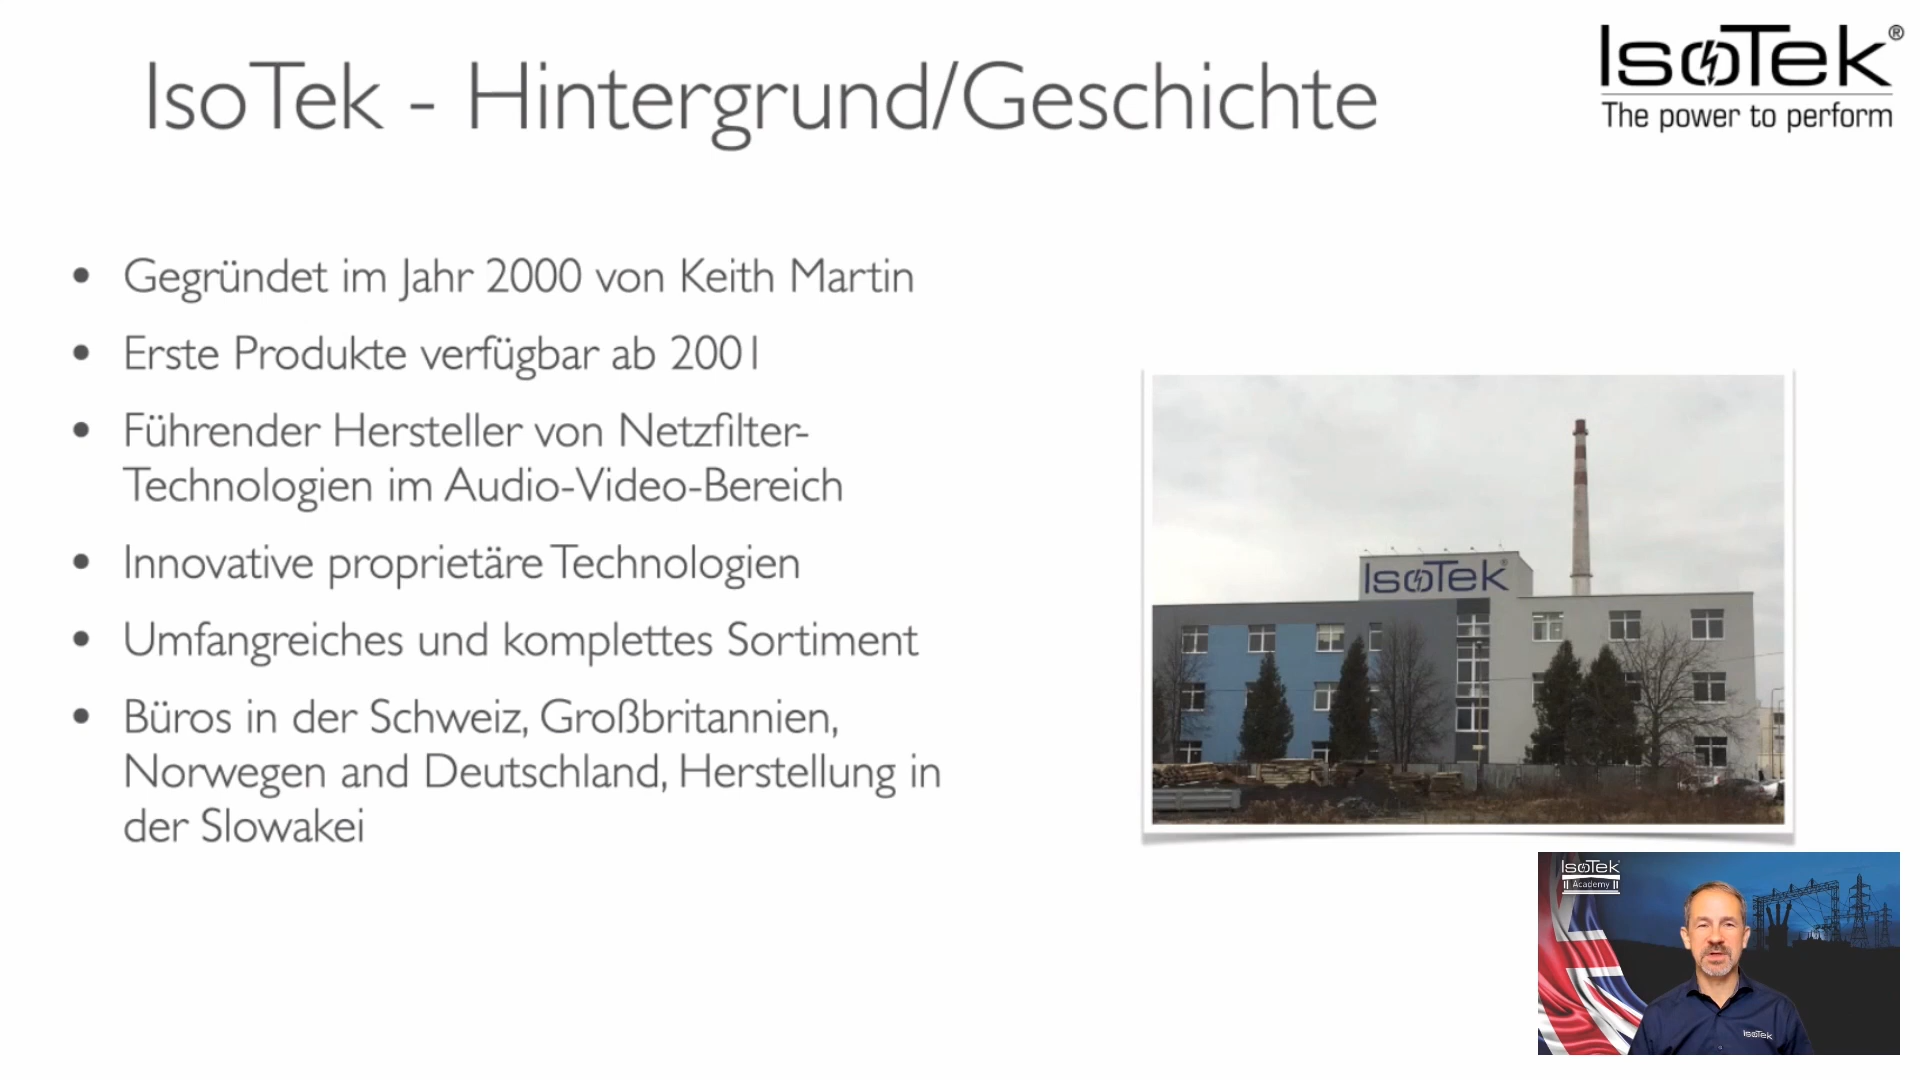 IsoTek - Hintergrund/Geschichte
IsoTek®
The power to perform
• Gegründet im Jahr 2000 von Keith Martin
• Erste Produkte verfügbar ab 2001
• Führender Hersteller von Netzfilter-
Technologien im Audio-Video-Bereich
• Innovative proprietäre Technologien
• Umfangreiches und komplettes Sortiment
• Büros in der Schweiz, Großbritannien,
Norwegen and Deutschland, Herstellung in
der Slowakei
IsoTek
IsoTek
Academy
IsoTek